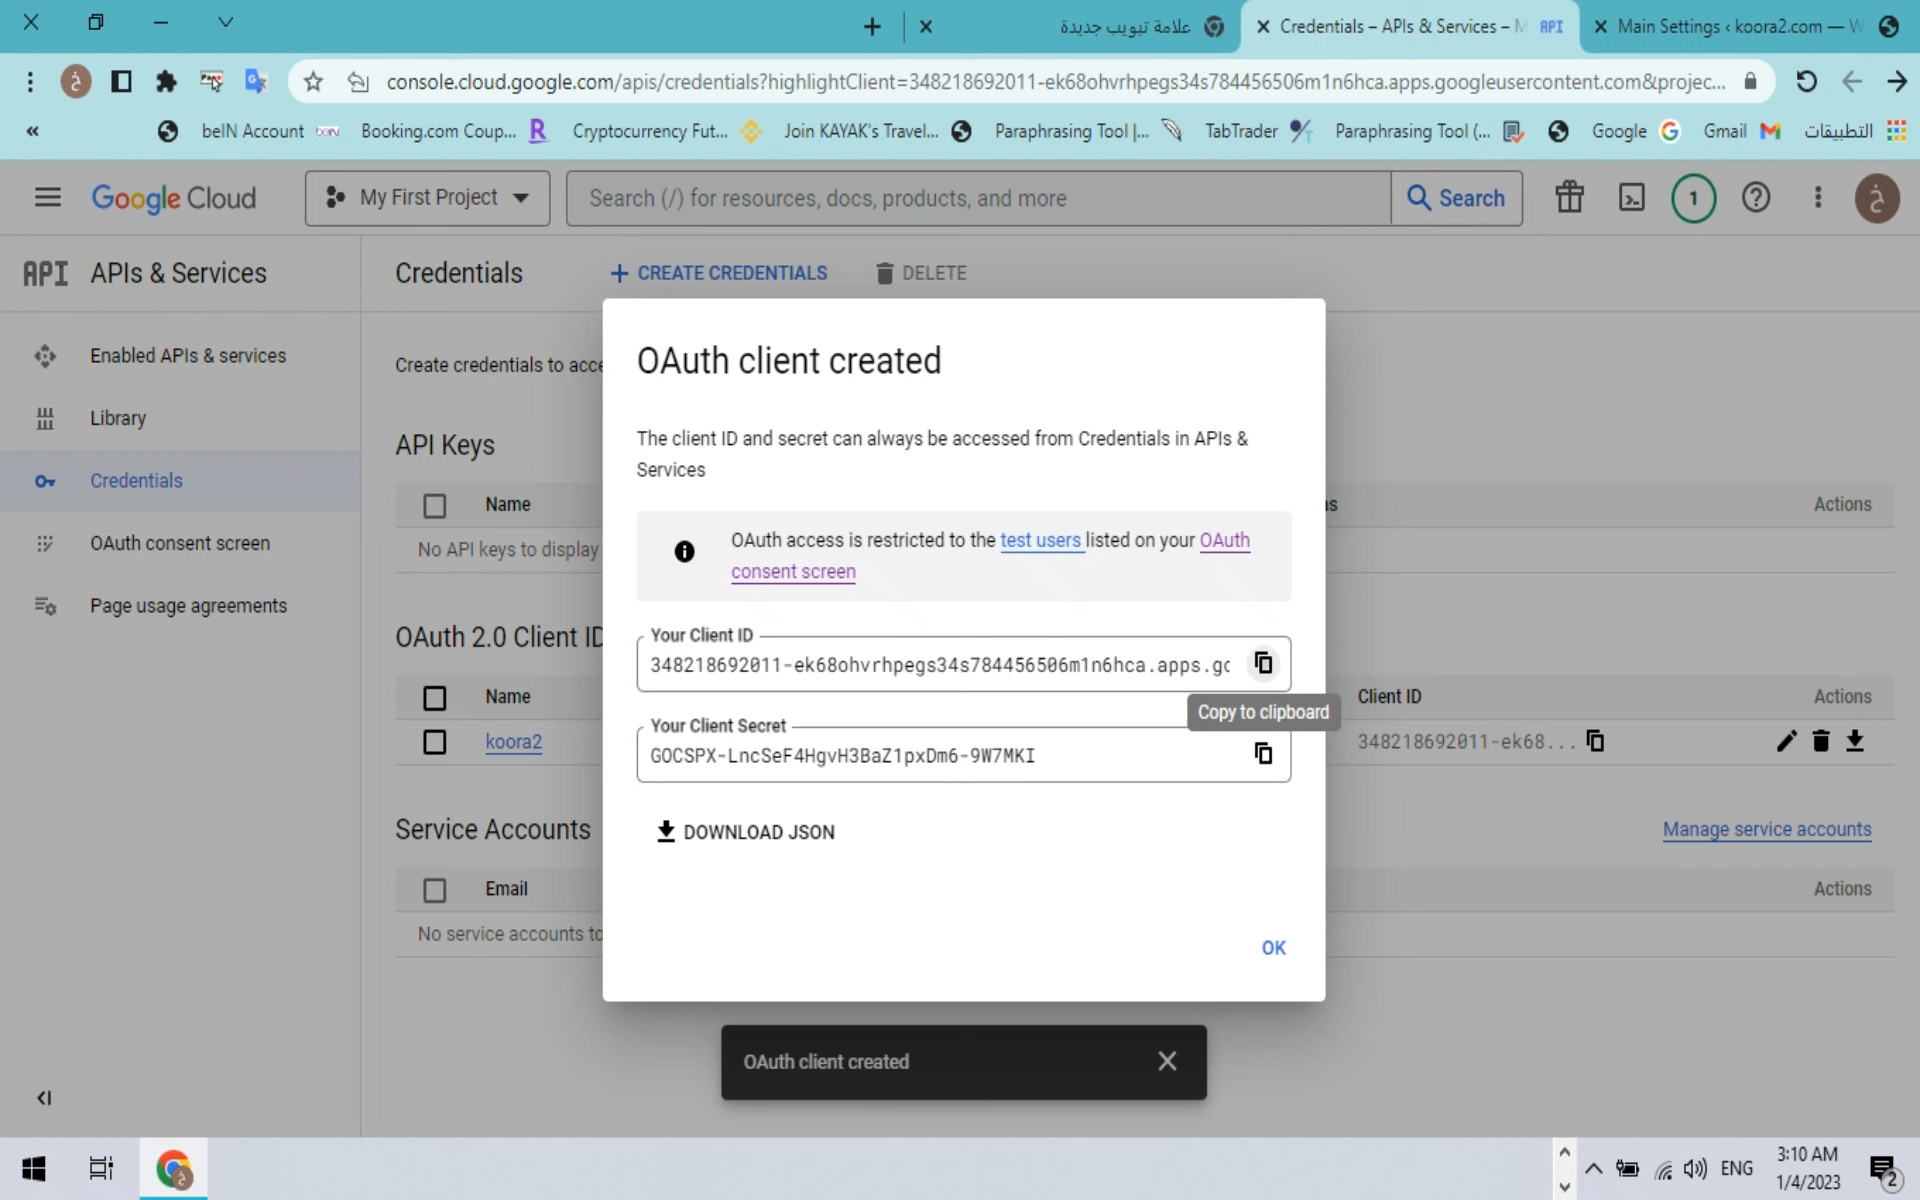 علامة تبويب جديدة
Credentials – APIs & Services – M
API
Main Settings ‹ koora2.com — W
console.cloud.google.com/apis/credentials?highlightClient=348218692011-ek68ohvrhpegs34s784456506m1n6hca.apps.googleusercontent.com&projec...
beIN Account
Booking.com Coup...
Cryptocurrency Fut...
Join KAYAK's Travel...
Paraphrasing Tool |...
TabTrader
Paraphrasing Tool (...
Google
Gmail
التطبيقات
Google Cloud
My First Project
Search (/) for resources, docs, products, and more
Search
1
خ
API APIs & Services
Credentials
+ CREATE CREDENTIALS
DELETE
Enabled APIs & services
Library
Credentials
OAuth consent screen
Page usage agreements
Create credentials to acce
API Keys
Name
Actions
No API keys to display
OAuth 2.0 Client ID
Name
Client ID
Actions
koora2
348218692011-ek68...
Service Accounts
Manage service accounts
Email
Actions
No service accounts to
OAuth client created
The client ID and secret can always be accessed from Credentials in APIs &
Services
OAuth access is restricted to the test users listed on your OAuth
consent screen
Your Client ID
348218692011-ek68ohvrhpegs34s784456506m1n6hca.apps.go
Copy to clipboard
Your Client Secret
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
DOWNLOAD JSON
OK
OAuth client created
ENG
3:10 AM
1/4/2023
2